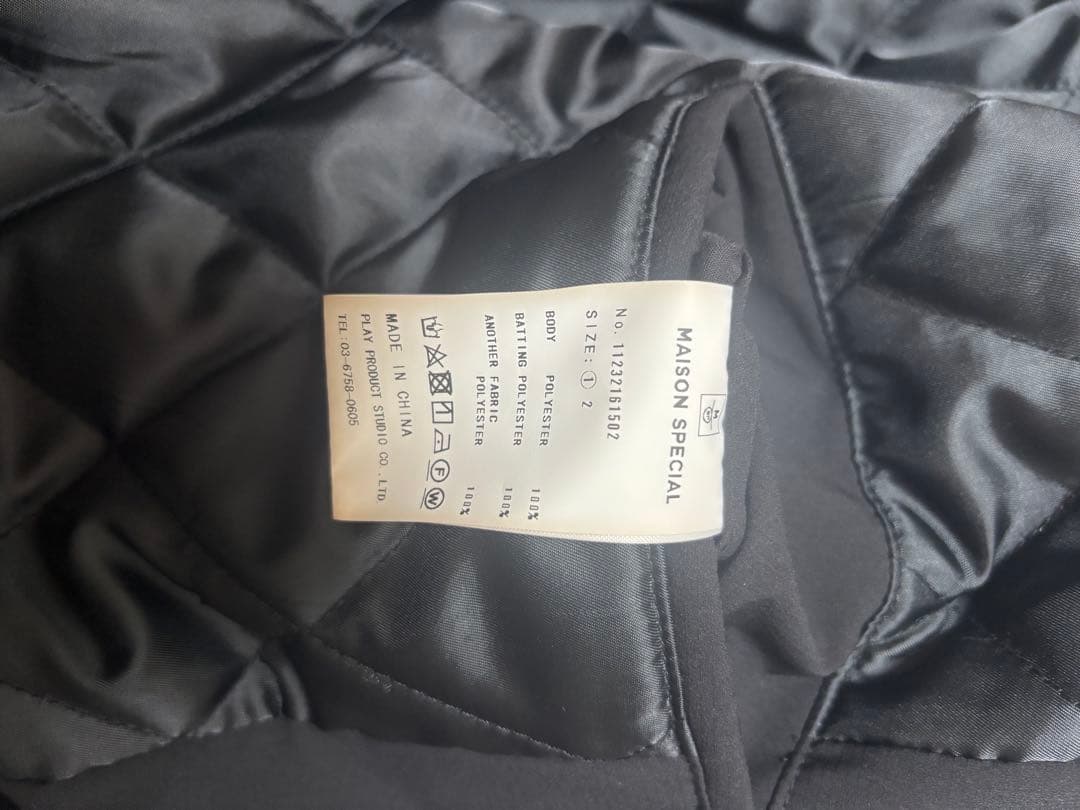 MAISON SPECIAL
No. 11232161502
SIZE: ① 2
BODY POLYESTER 100%
BATTING POLYESTER 100%
ANOTHER FABRIC
POLYESTER 100%
F W
MADE IN CHINA
PLAY PRODUCT STUDIO CO.,LTD.
TEL:03-6758-0605